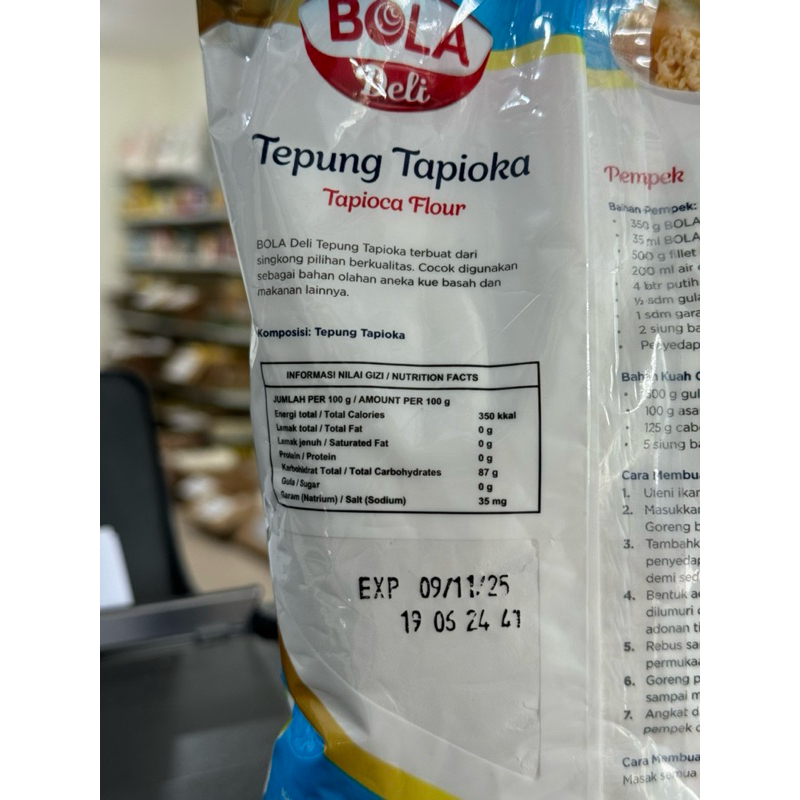 BOLA
Deli
Tepung Tapioka
Tapioca Flour
BOLA Deli Tepung Tapioka terbuat dari
singkong pilihan berkualitas. Cocok digunakan
sebagai bahan olahan aneka kue basah dan
makanan lainnya.
Komposisi: Tepung Tapioka
INFORMASI NILAI GIZI / NUTRITION FACTS
JUMLAH PER 100 g / AMOUNT PER 100 g
Energi total / Total Calories 350 kkal
Lemak total / Total Fat 0 g
Lemak jenuh / Saturated Fat 0 g
Protein / Protein 0 g
Karbohidrat Total / Total Carbohydrates 87 g
Gula / Sugar 0 g
Garam (Natrium) / Salt (Sodium) 35 mg
EXP 09/11/25
19 06 24 41
Pempek
Bahan Pempek:
• 350 g BOLA
• 35 ml BOLA
• 500 g fillet
• 200 ml air
• 4 btr putih
• ½ sdm gula
• 1 sdm gara
• 2 siung ba
• Penyedap
Bahan Kuah C
• 500 g gul
• 100 g asa
• 125 g cab
• 5 siung ba
Cara Membua
1. Uleni ikan
2. Masukkan
Goreng b
3. Tambahk
penyedap
demi sed
4. Bentuk a
dilumuri
adonan ti
5. Rebus sa
permukaa
6. Goreng p
sampai m
7. Angkat d
pempek
Cara Membua
Masak semua